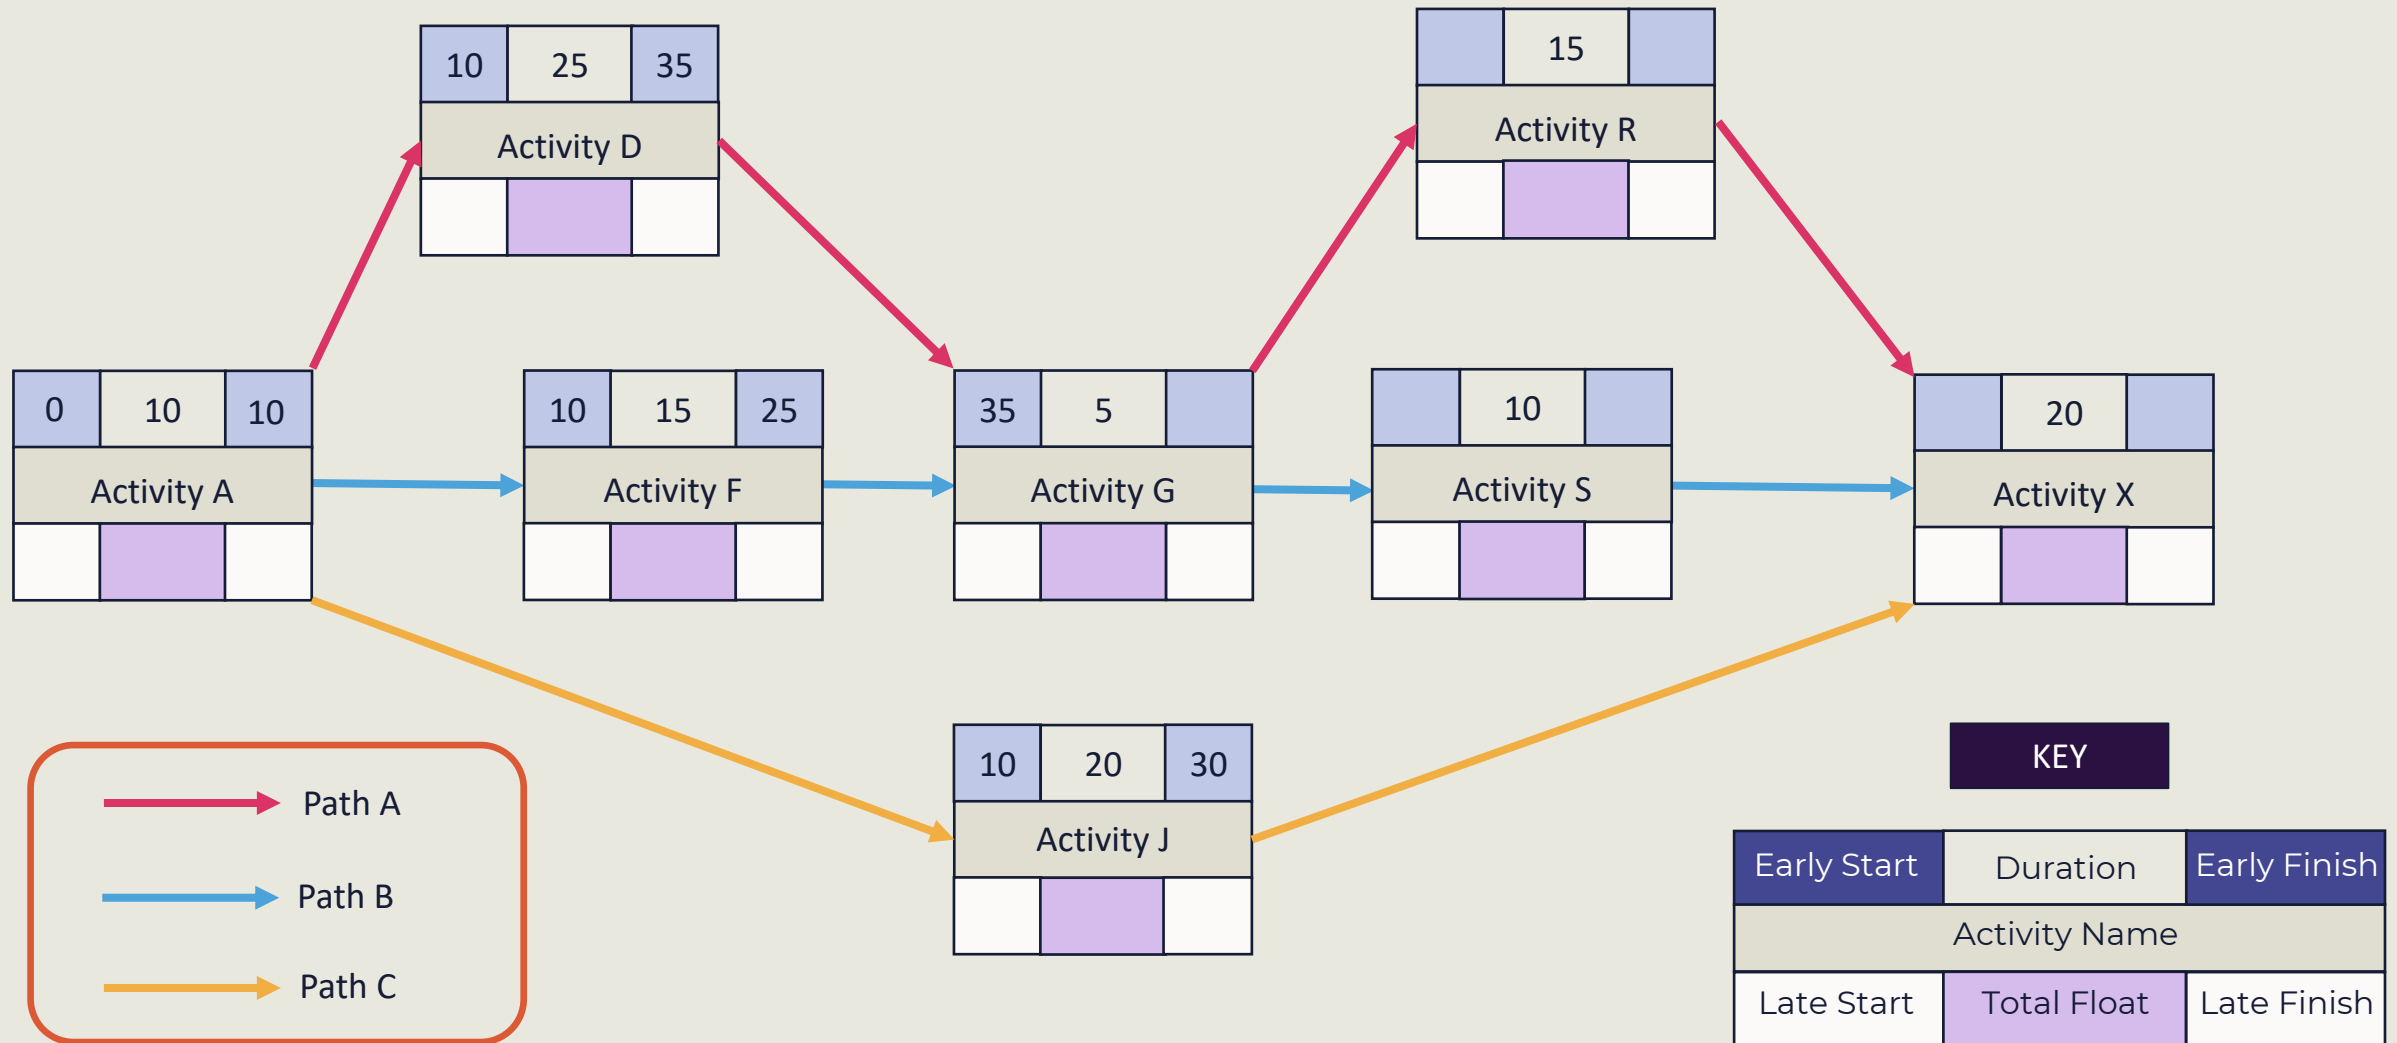 10 25 35
Activity D
15
Activity R
0 10 10
Activity A
10 15 25
Activity F
35 5
Activity G
10
Activity S
20
Activity X
10 20 30
Activity J
Path A
Path B
Path C
KEY
Early Start Duration Early Finish
Activity Name
Late Start Total Float Late Finish